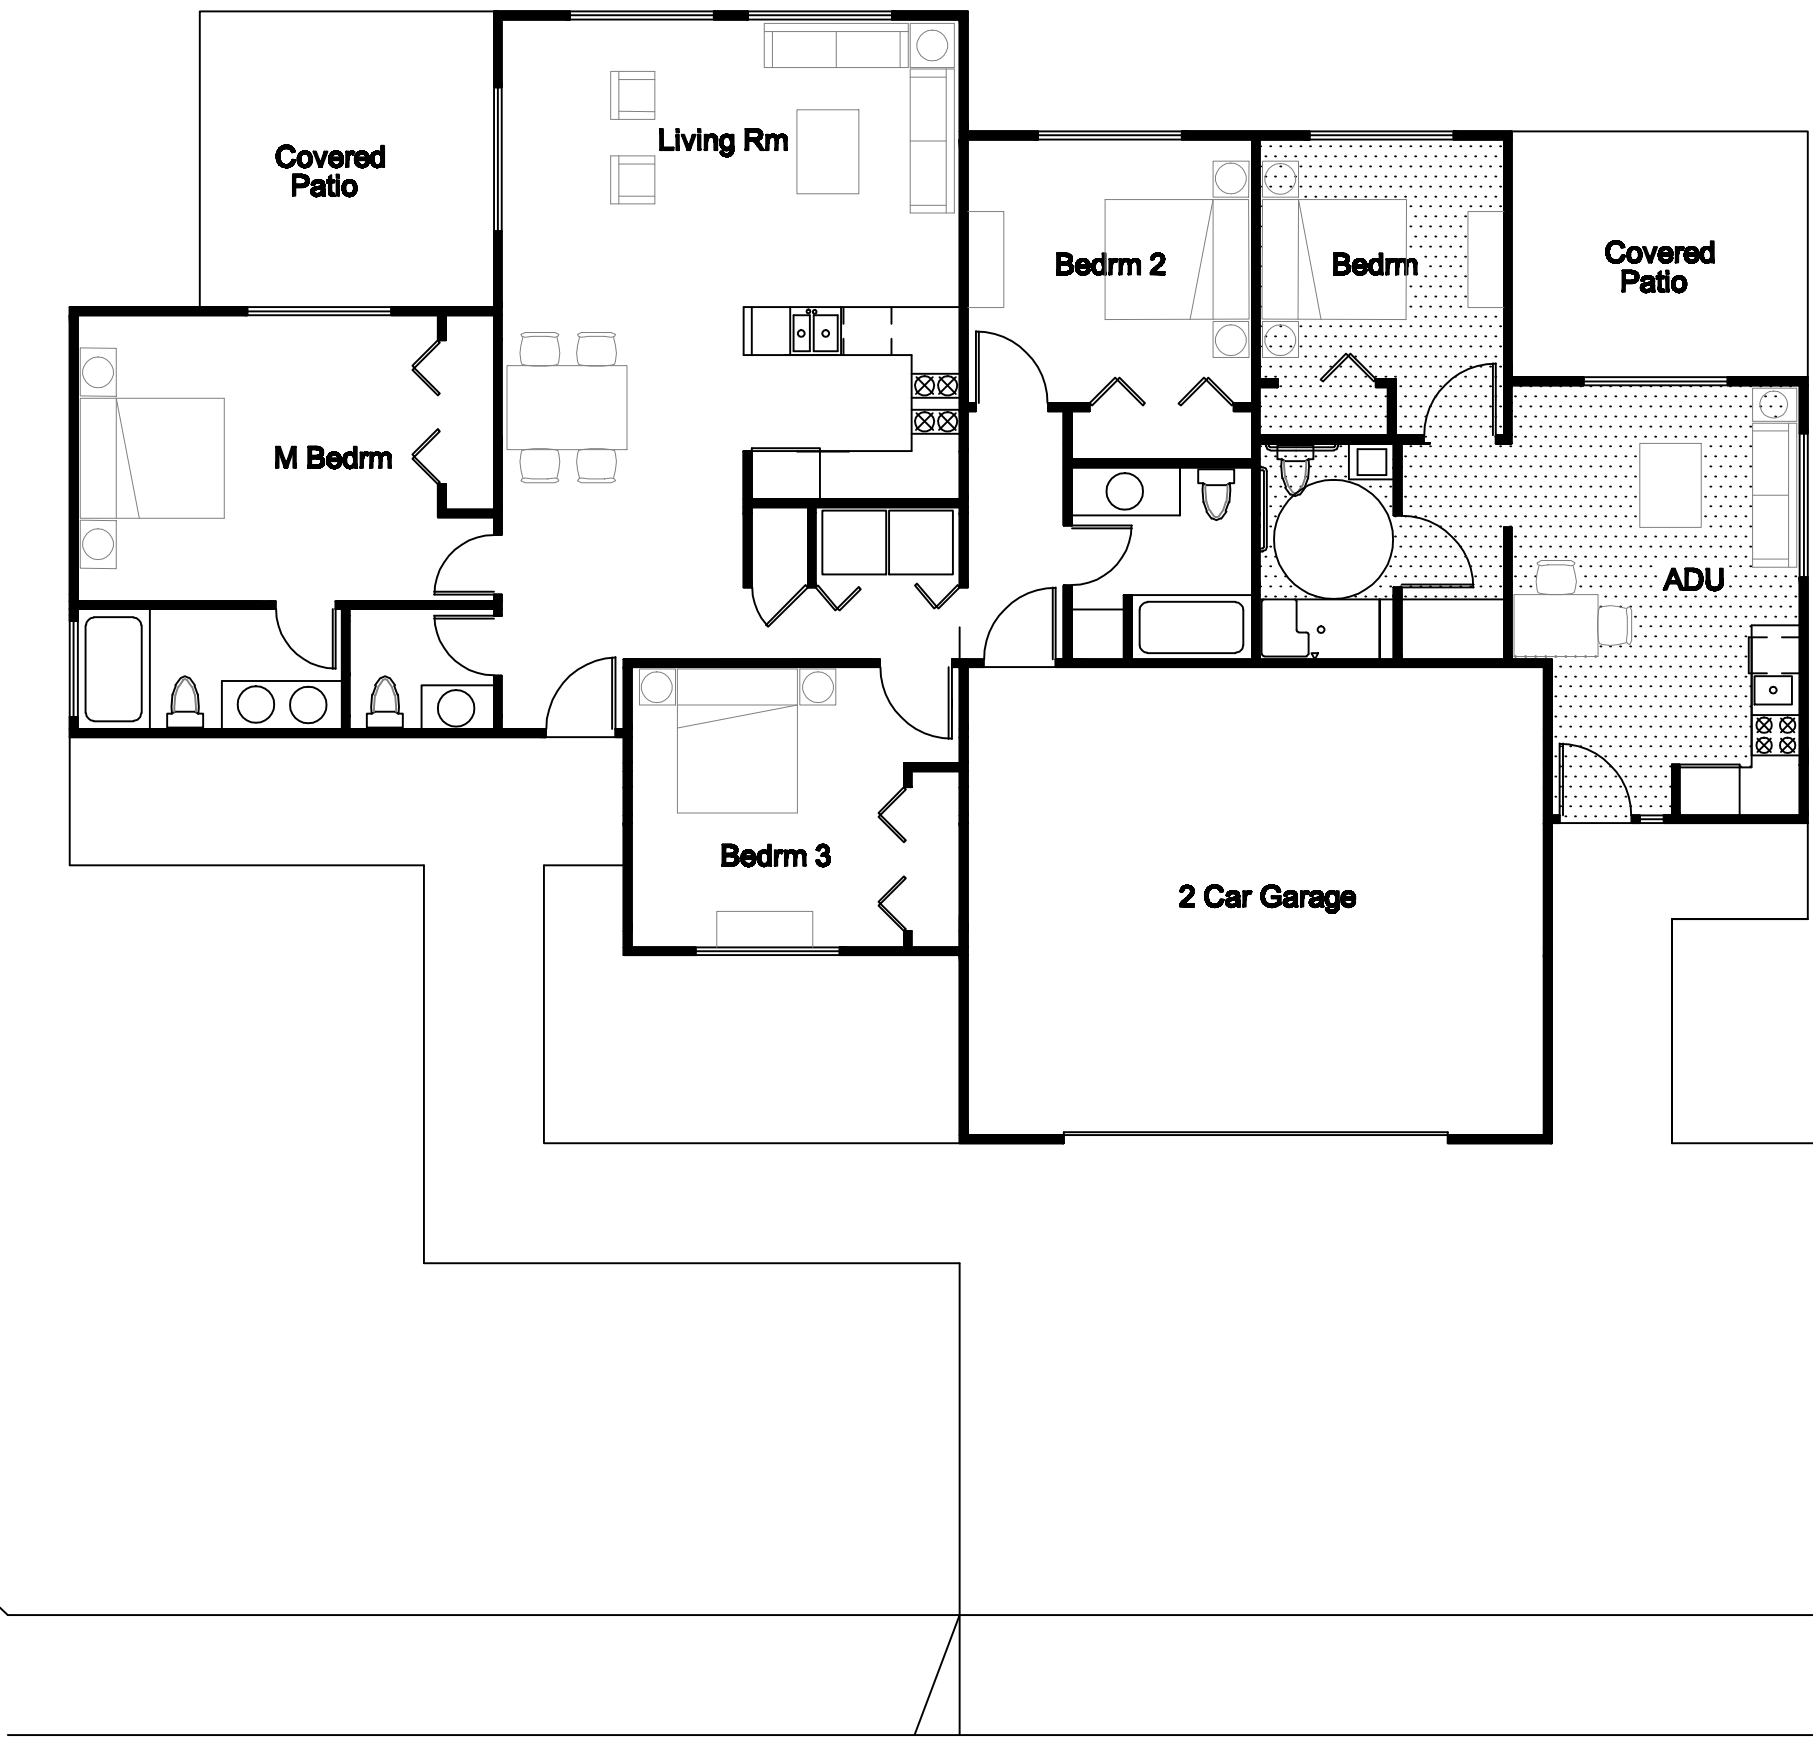 Living Rm
Covered
Patio
Bedrm 2
Bedrm
Covered
Patio
M Bedrm
ADU
Bedrm 3
2 Car Garage